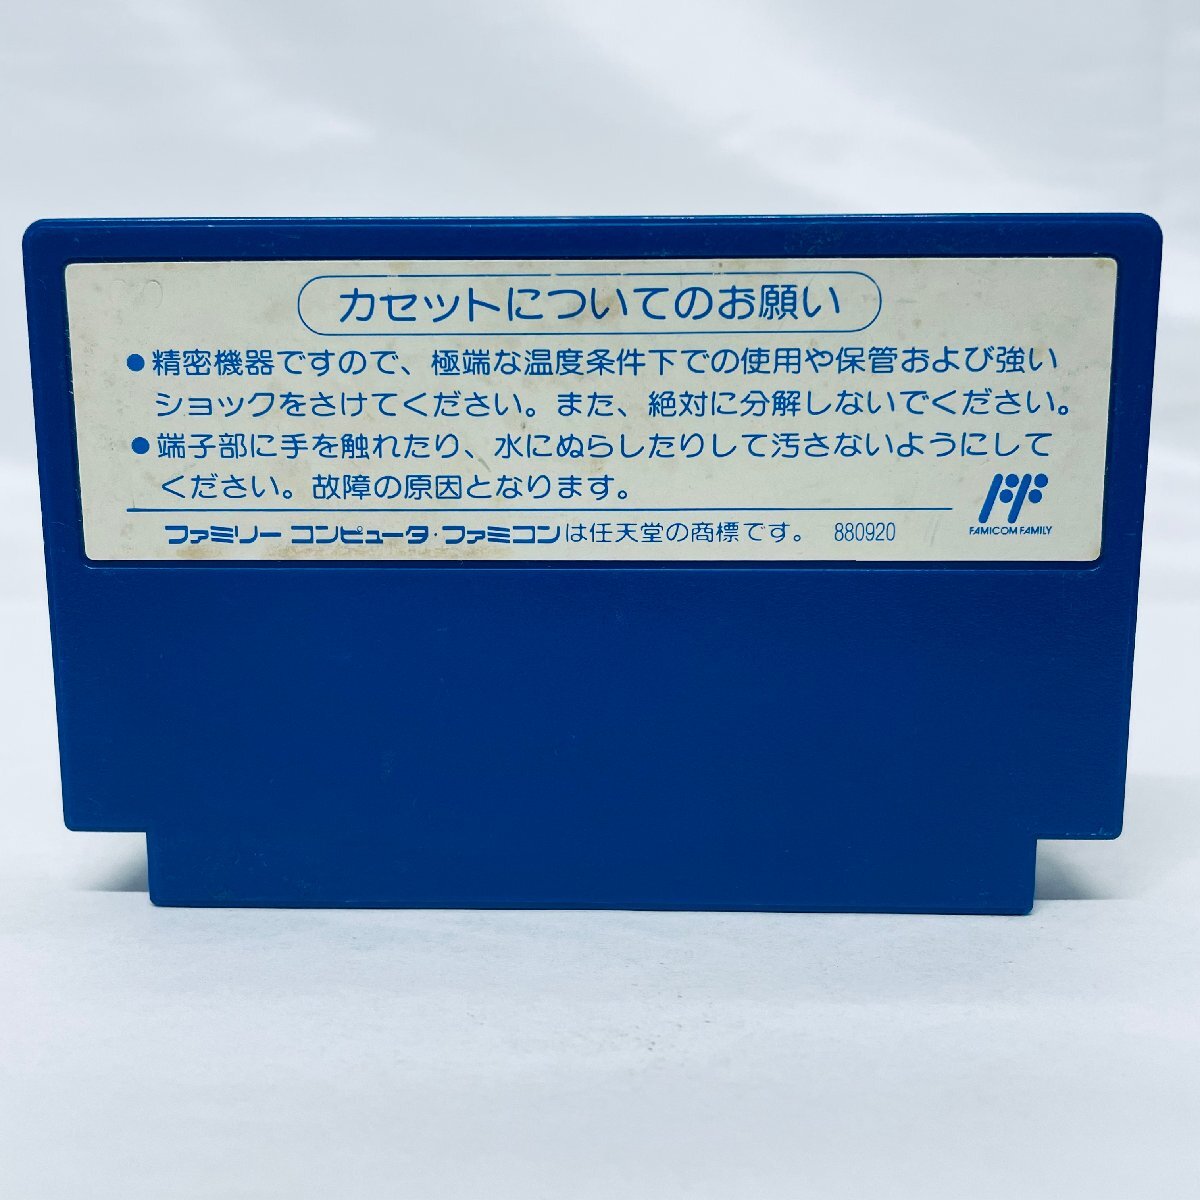 カセットについてのお願い
●精密機器ですので、極端な温度条件下での使用や保管および強い
ショックをさけてください。また、絶対に分解しないでください。
●端子部に手を触れたり、水にぬらしたりして汚さないようにして
ください。故障の原因となります。
ファミリーコンピュータ・ファミコンは任天堂の商標です。 880920
FAMICOM FAMILY